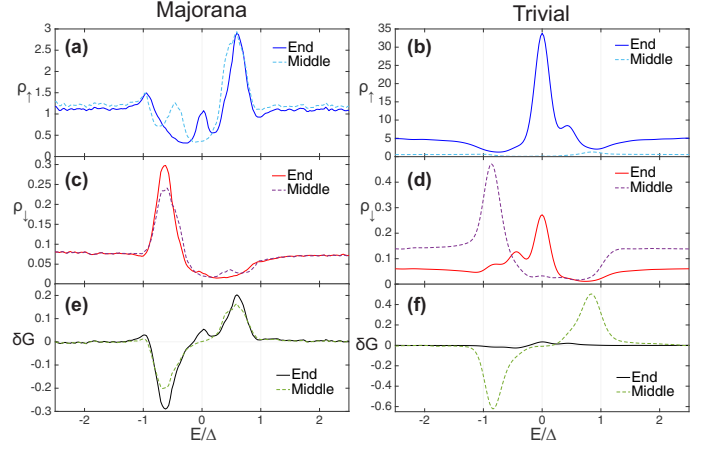 Majorana
Trivial
(a)
End
Middle
ρ↑
3
2.5
2
1.5
1
0.5
(b)
End
Middle
ρ↑
35
30
25
20
15
10
5
0
(c)
End
Middle
ρ↓
0.3
0.25
0.20
0.15
0.1
0.05
0
(d)
End
Middle
ρ↓
0.4
0.3
0.2
0.1
0
(e)
End
Middle
δG
0.2
0.1
0
-0.1
-0.2
-0.3
-2
-1
0
1
2
E/Δ
(f)
End
Middle
δG
0.4
0.2
0
-0.2
-0.4
-0.6
-2
-1
0
1
2
E/Δ